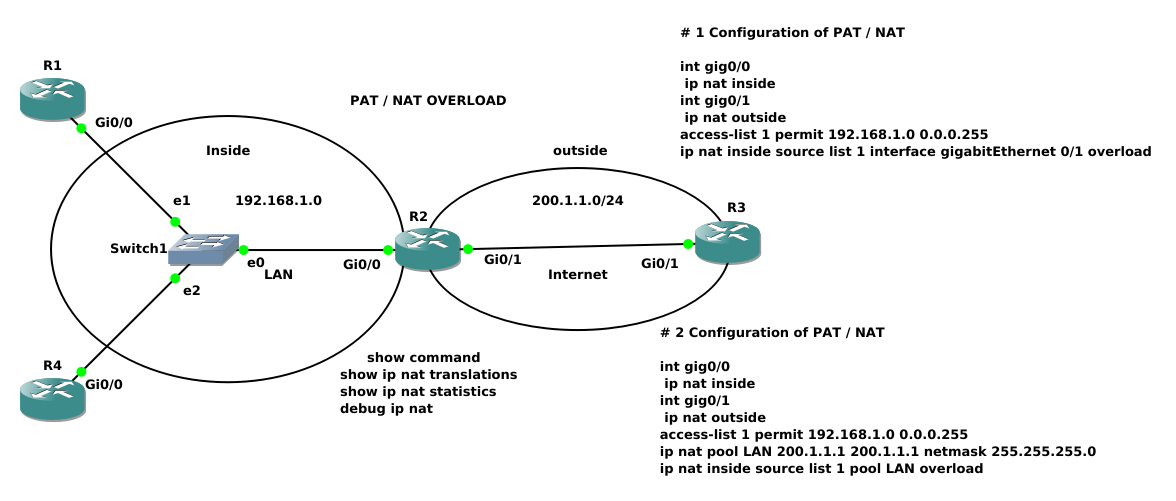 # 1 Configuration of PAT / NAT
int gig0/0
ip nat inside
int gig0/1
ip nat outside
access-list 1 permit 192.168.1.0 0.0.0.255
ip nat inside source list 1 interface gigabitEthernet 0/1 overload
R1
Gi0/0
PAT / NAT OVERLOAD
Inside
outside
e1
192.168.1.0
200.1.1.0/24
R3
R2
Switch1
e0
LAN
Gi0/0
Gi0/1
Internet
Gi0/1
e2
# 2 Configuration of PAT / NAT
int gig0/0
ip nat inside
int gig0/1
ip nat outside
access-list 1 permit 192.168.1.0 0.0.0.255
ip nat pool LAN 200.1.1.1 200.1.1.1 netmask 255.255.255.0
ip nat inside source list 1 pool LAN overload
R4
Gi0/0
show command
show ip nat translations
show ip nat statistics
debug ip nat